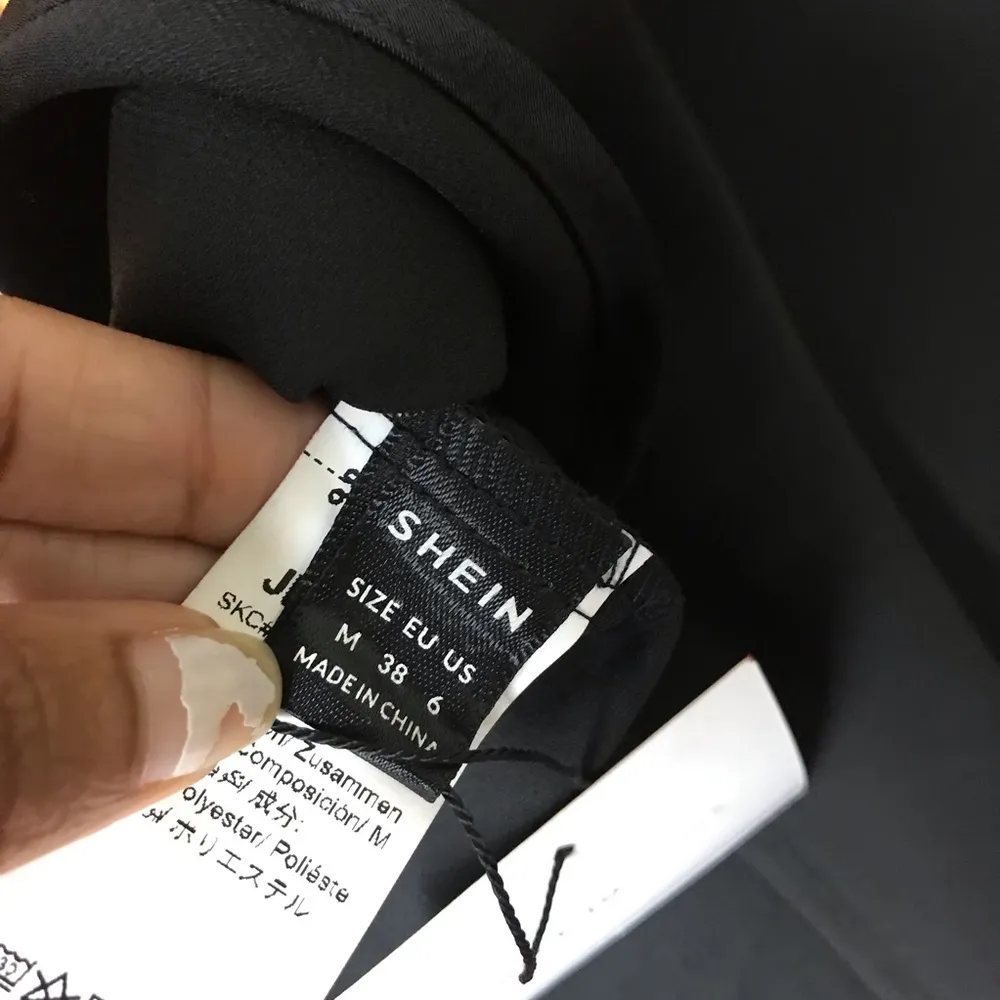 SHEIN
SIZE EU US
M 38 6
MADE IN CHINA
SKC#
Zusammen
Composición/ M
成分:
Poliéste
ポリエステル
30